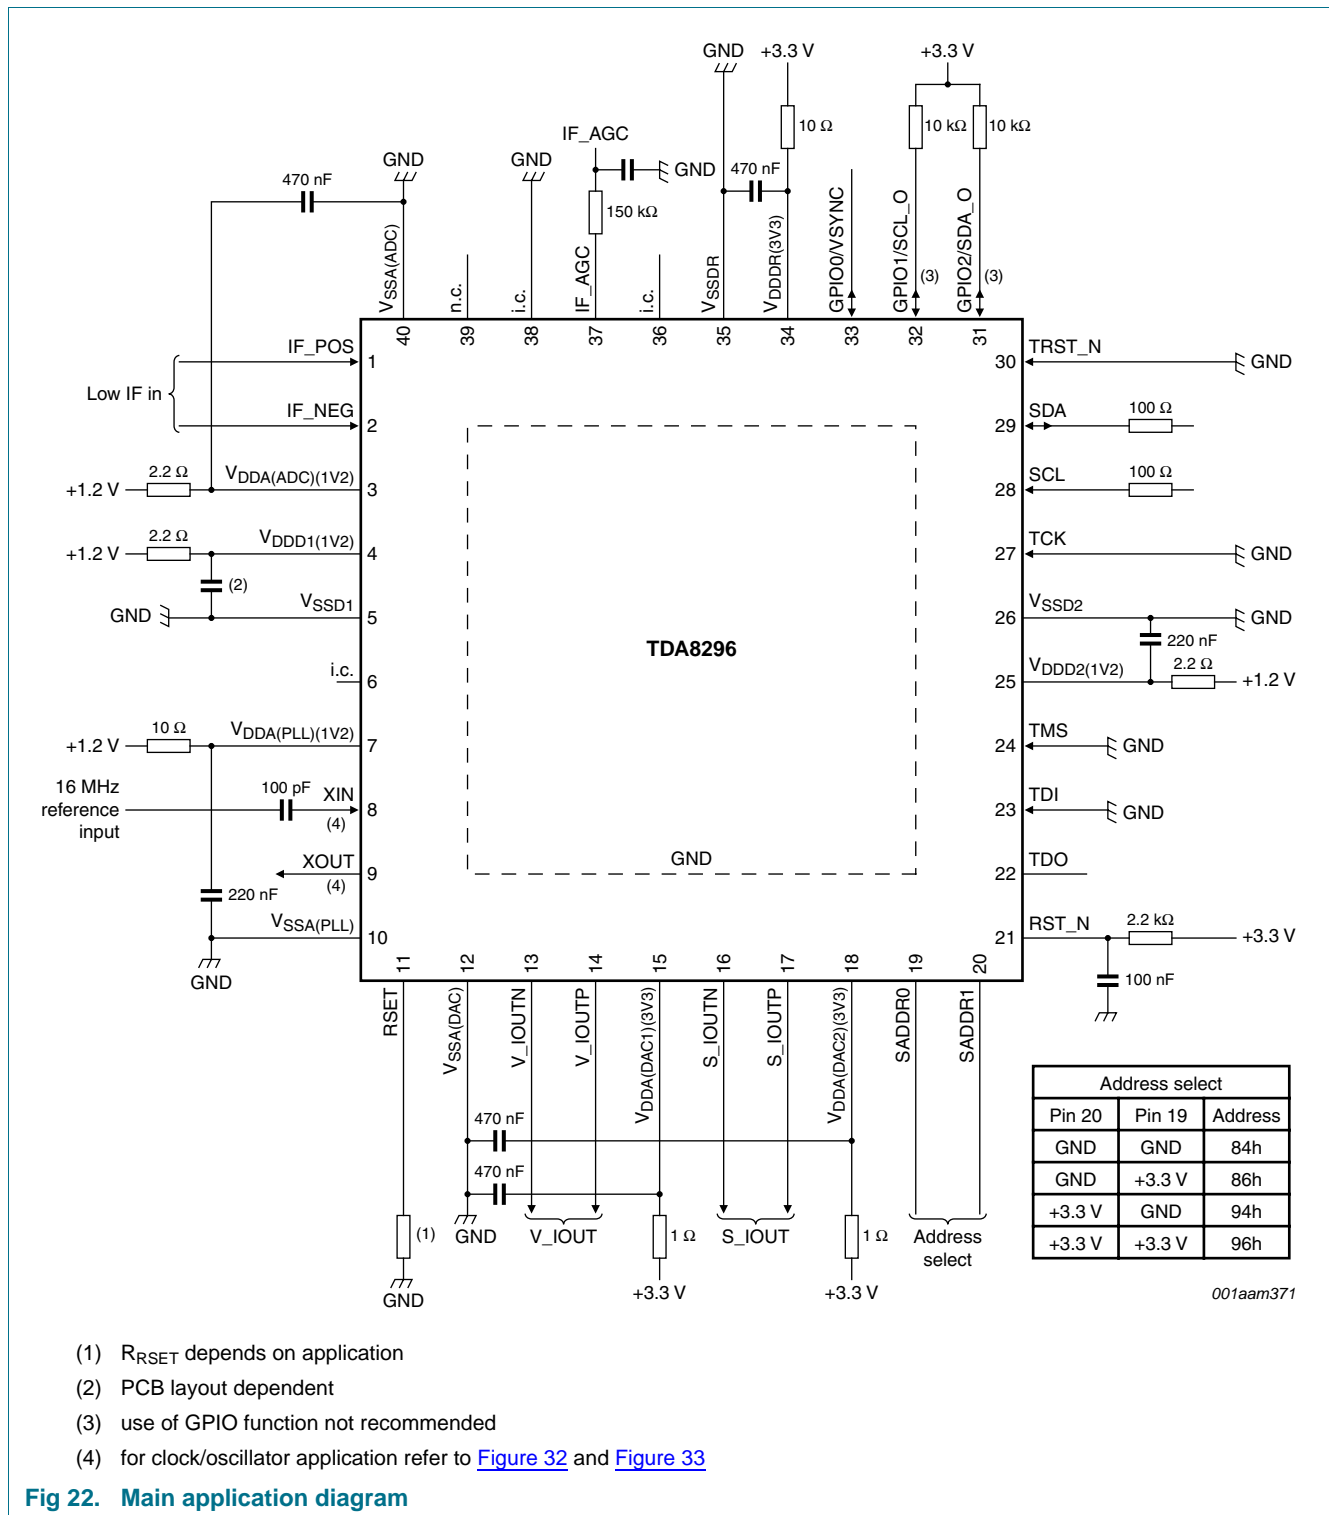 GND
+3.3 V
+3.3 V
10 Ω
10 kΩ
10 kΩ
IF_AGC
GND
GND
GND
470 nF
470 nF
150 kΩ
VSSA(ADC)
n.c.
i.c.
IF_AGC
i.c.
VSSDR
VDDDR(3V3)
GPIO0/VSYNC
GPIO1/SCL_O
(3)
GPIO2/SDA_O
(3)
40
39
38
37
36
35
34
33
32
31
Low IF in
IF_POS
1
IF_NEG
2
+1.2 V
2.2 Ω
VDDA(ADC)(1V2)
3
+1.2 V
2.2 Ω
VDDD1(1V2)
4
(2)
GND
VSSD1
5
i.c.
6
+1.2 V
10 Ω
VDDA(PLL)(1V2)
7
16 MHz
reference
input
100 pF
XIN
(4)
8
XOUT
(4)
9
220 nF
VSSA(PLL)
10
GND
TDA8296
GND
30
TRST_N
GND
29
SDA
100 Ω
28
SCL
100 Ω
27
TCK
GND
26
VSSD2
GND
220 nF
25
VDDD2(1V2)
2.2 Ω
+1.2 V
24
TMS
GND
23
TDI
GND
22
TDO
21
RST_N
2.2 kΩ
+3.3 V
100 nF
11
12
13
14
15
16
17
18
19
20
RSET
VSSA(DAC)
V_IOUTN
V_IOUTP
VDDA(DAC1)(3V3)
S_IOUTN
S_IOUTP
VDDA(DAC2)(3V3)
SADDR0
SADDR1
470 nF
470 nF
(1)
GND
GND
V_IOUT
1 Ω
+3.3 V
S_IOUT
1 Ω
+3.3 V
Address
select
Address select
Pin 20 Pin 19 Address
GND GND 84h
GND +3.3 V 86h
+3.3 V GND 94h
+3.3 V +3.3 V 96h
001aam371
(1) RRSET depends on application
(2) PCB layout dependent
(3) use of GPIO function not recommended
(4) for clock/oscillator application refer to Figure 32 and Figure 33
Fig 22. Main application diagram